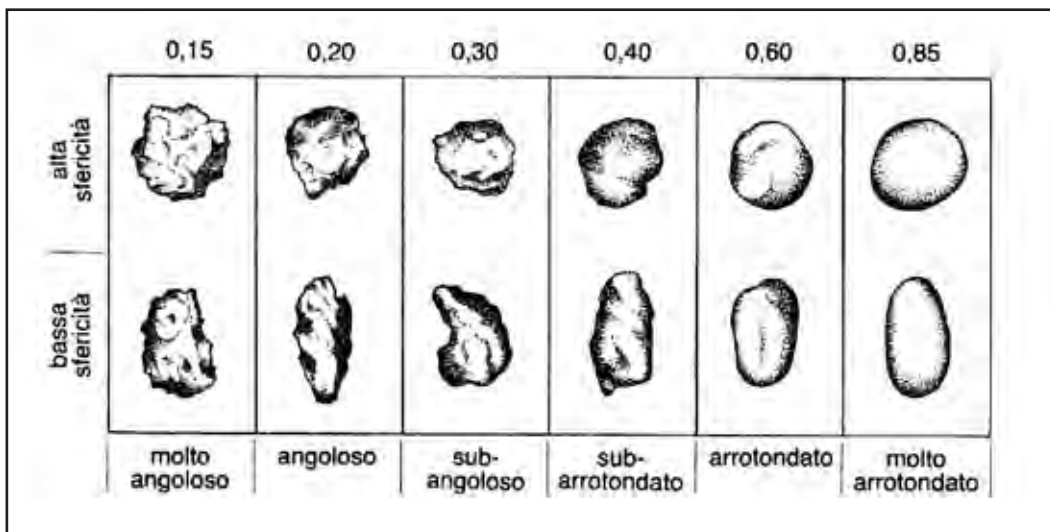 0,15 0,20 0,30 0,40 0,60 0,85
alta
sfericità
bassa
sfericità
molto
angoloso
angoloso
sub-
angoloso
sub-
arrotondato
arrotondato
molto
arrotondato